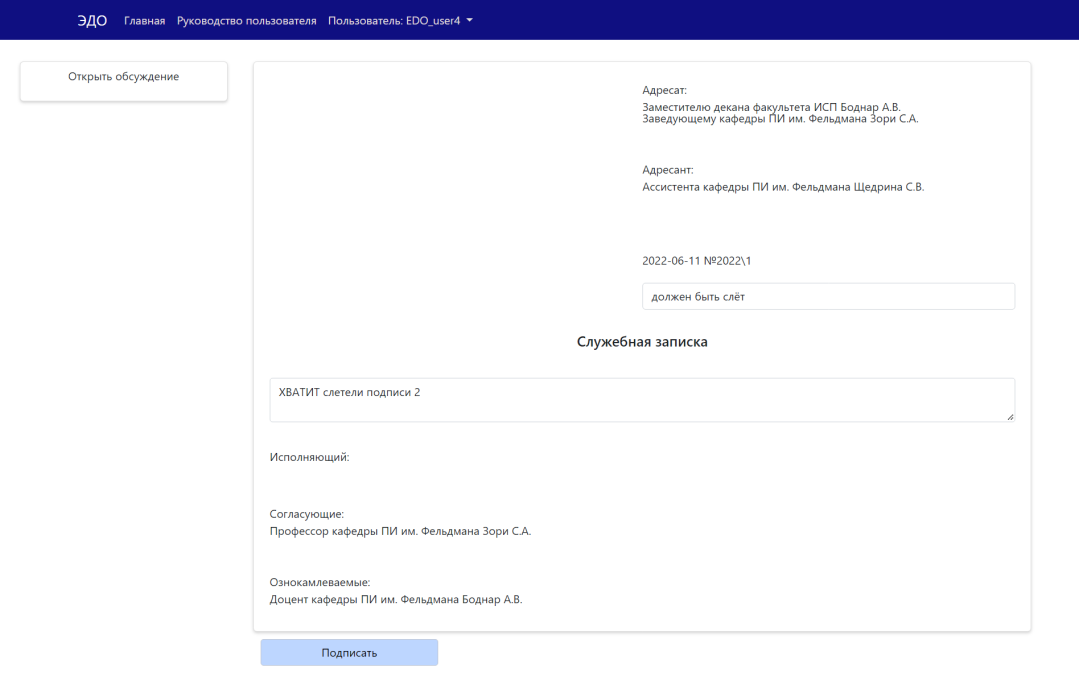 ЭДО Главная Руководство пользователя Пользователь: EDO_user4
Открыть обсуждение
Адресат:
Заместителю декана факультета ИСП Боднар А.В.
Заведующему кафедры ПИ им. Фельдмана Зори С.А.
Адресант:
Ассистента кафедры ПИ им. Фельдмана Щедрина С.В.
2022-06-11 №2022\1
должен быть слёт
Служебная записка
ХВАТИТ слетели подписи 2
Исполняющий:
Согласующие:
Профессор кафедры ПИ им. Фельдмана Зори С.А.
Ознокамлеваемые:
Доцент кафедры ПИ им. Фельдмана Боднар А.В.
Подписать